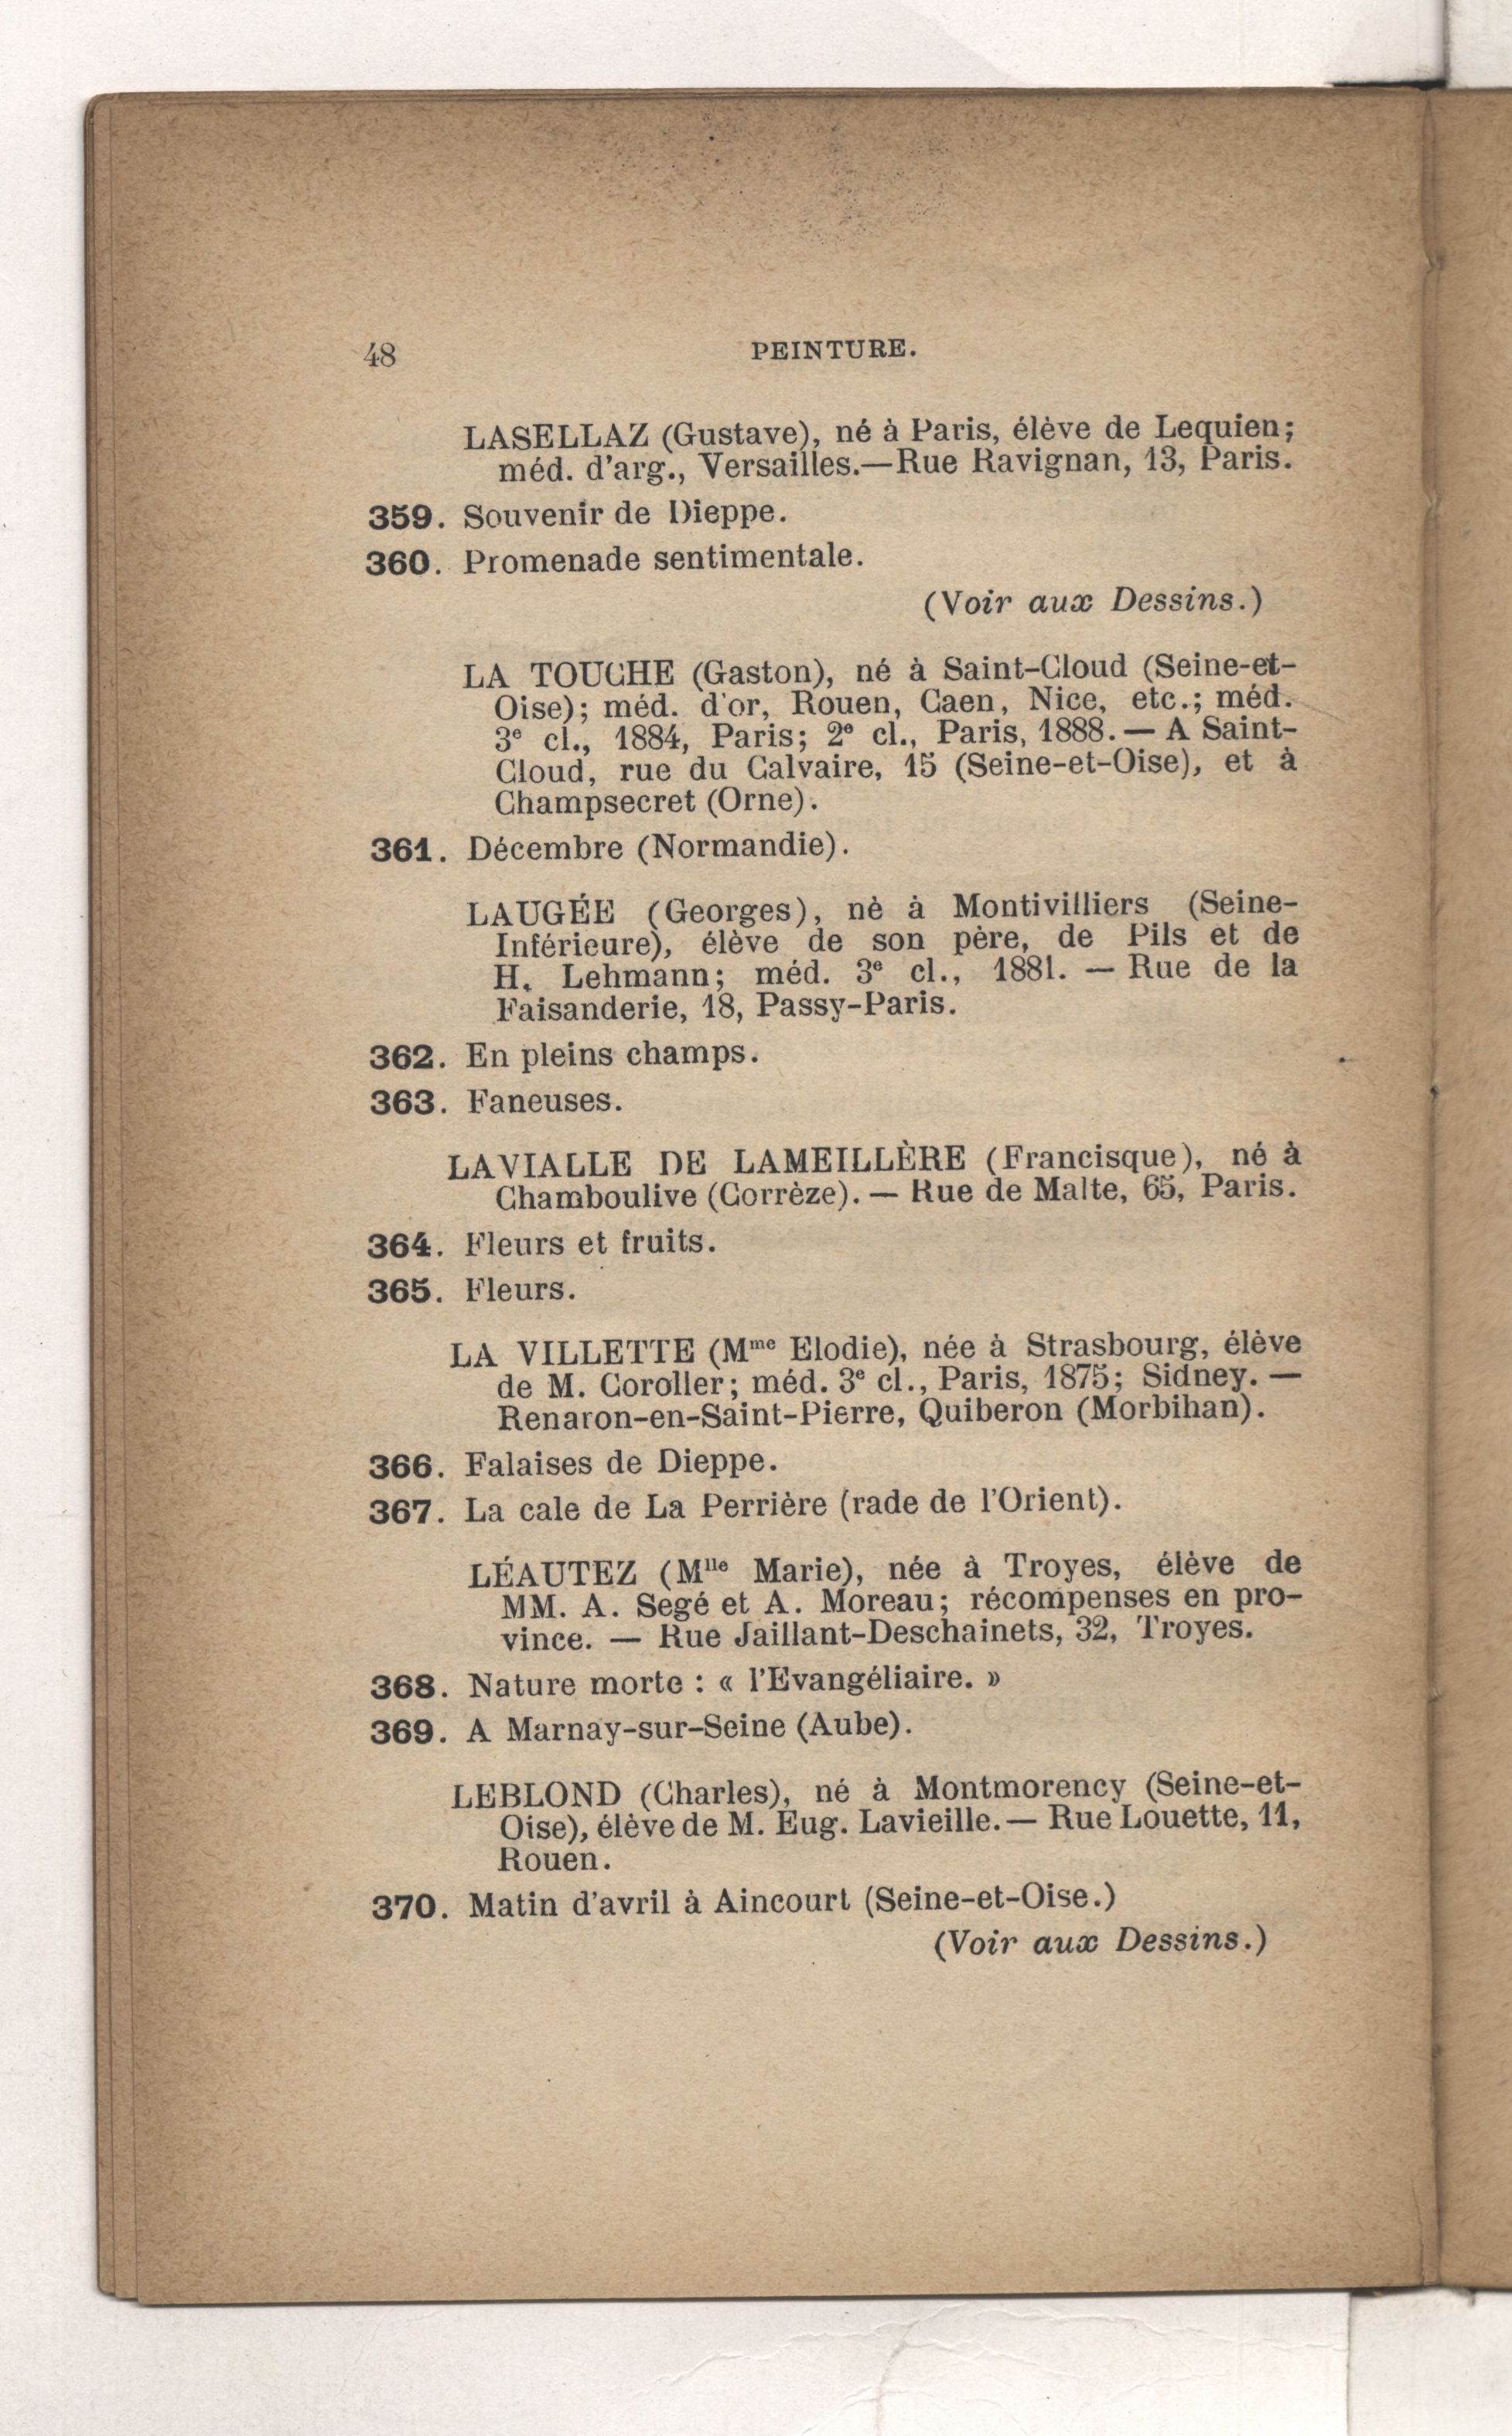 48
PEINTURE.
LASELLAZ (Gustave), né à Paris, élève de Lequien;
méd. d'arg., Versailles.—Rue Ravignan, 13, Paris.
359. Souvenir de Dieppe.
360. Promenade sentimentale.
(Voir aux Dessins.)
LA TOUCHE (Gaston), né à Saint-Cloud (Seine-et-
Oise); méd. d'or, Rouen, Caen, Nice, etc.; méd.
3e cl., 1884, Paris; 2e cl., Paris, 1888. — A Saint-
Cloud, rue du Calvaire, 15 (Seine-et-Oise), et à
Champsecret (Orne).
361. Décembre (Normandie).
LAUGÉE (Georges), nè à Montivilliers (Seine-
Inférieure), élève de son père, de Pils et de
H. Lehmann; méd. 3e cl., 1881. — Rue de la
Faisanderie, 18, Passy-Paris.
362. En pleins champs.
363. Faneuses.
LAVIALLE DE LAMEILLÈRE (Francisque), né à
Chamboulive (Corrèze). — Rue de Malte, 65, Paris.
364. Fleurs et fruits.
365. Fleurs.
LA VILLETTE (Mme Elodie), née à Strasbourg, élève
de M. Coroller; méd. 3e cl., Paris, 1875; Sidney. —
Renaron-en-Saint-Pierre, Quiberon (Morbihan).
366. Falaises de Dieppe.
367. La cale de La Perrière (rade de l'Orient).
LÉAUTEZ (Mlle Marie), née à Troyes, élève de
MM. A. Segé et A. Moreau; récompenses en pro-
vince. — Rue Jaillant-Deschainets, 32, Troyes.
368. Nature morte : « l'Evangéliaire. »
369. A Marnay-sur-Seine (Aube).
LEBLOND (Charles), né à Montmorency (Seine-et-
Oise), élève de M. Eug. Lavieille. — Rue Louette, 11,
Rouen.
370. Matin d'avril à Aincourt (Seine-et-Oise.)
(Voir aux Dessins.)